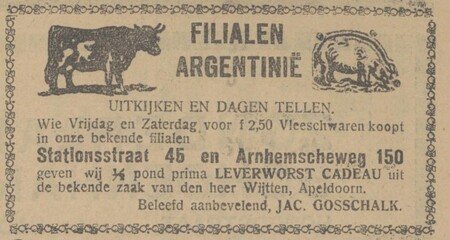 FILIALEN
ARGENTINIË
UITKIJKEN EN DAGEN TELLEN.
Wie Vrijdag en Zaterdag voor f 2,50 Vleeschwaren koopt
in onze bekende filialen
Stationsstraat 45 en Arnhemscheweg 150
geven wij ½ pond prima LEVERWORST CADEAU uit
de bekende zaak van den heer Wijtten, Apeldoorn.
Beleefd aanbevelend, JAC. GOSSCHALK.